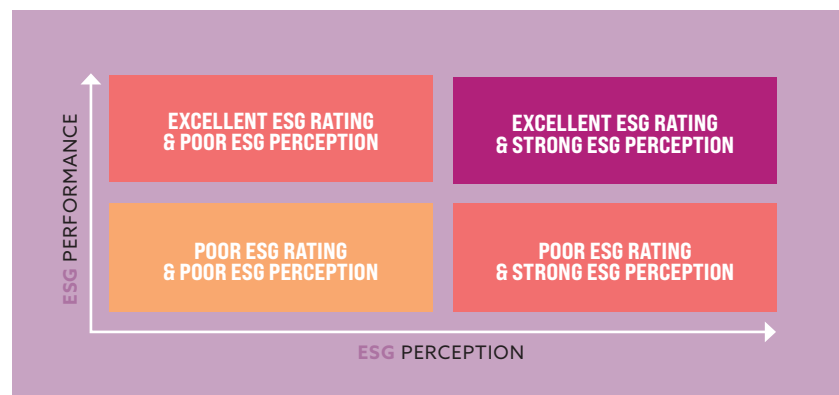 ESG PERFORMANCE
EXCELLENT ESG RATING
& POOR ESG PERCEPTION
EXCELLENT ESG RATING
& STRONG ESG PERCEPTION
POOR ESG RATING
& POOR ESG PERCEPTION
POOR ESG RATING
& STRONG ESG PERCEPTION
ESG PERCEPTION